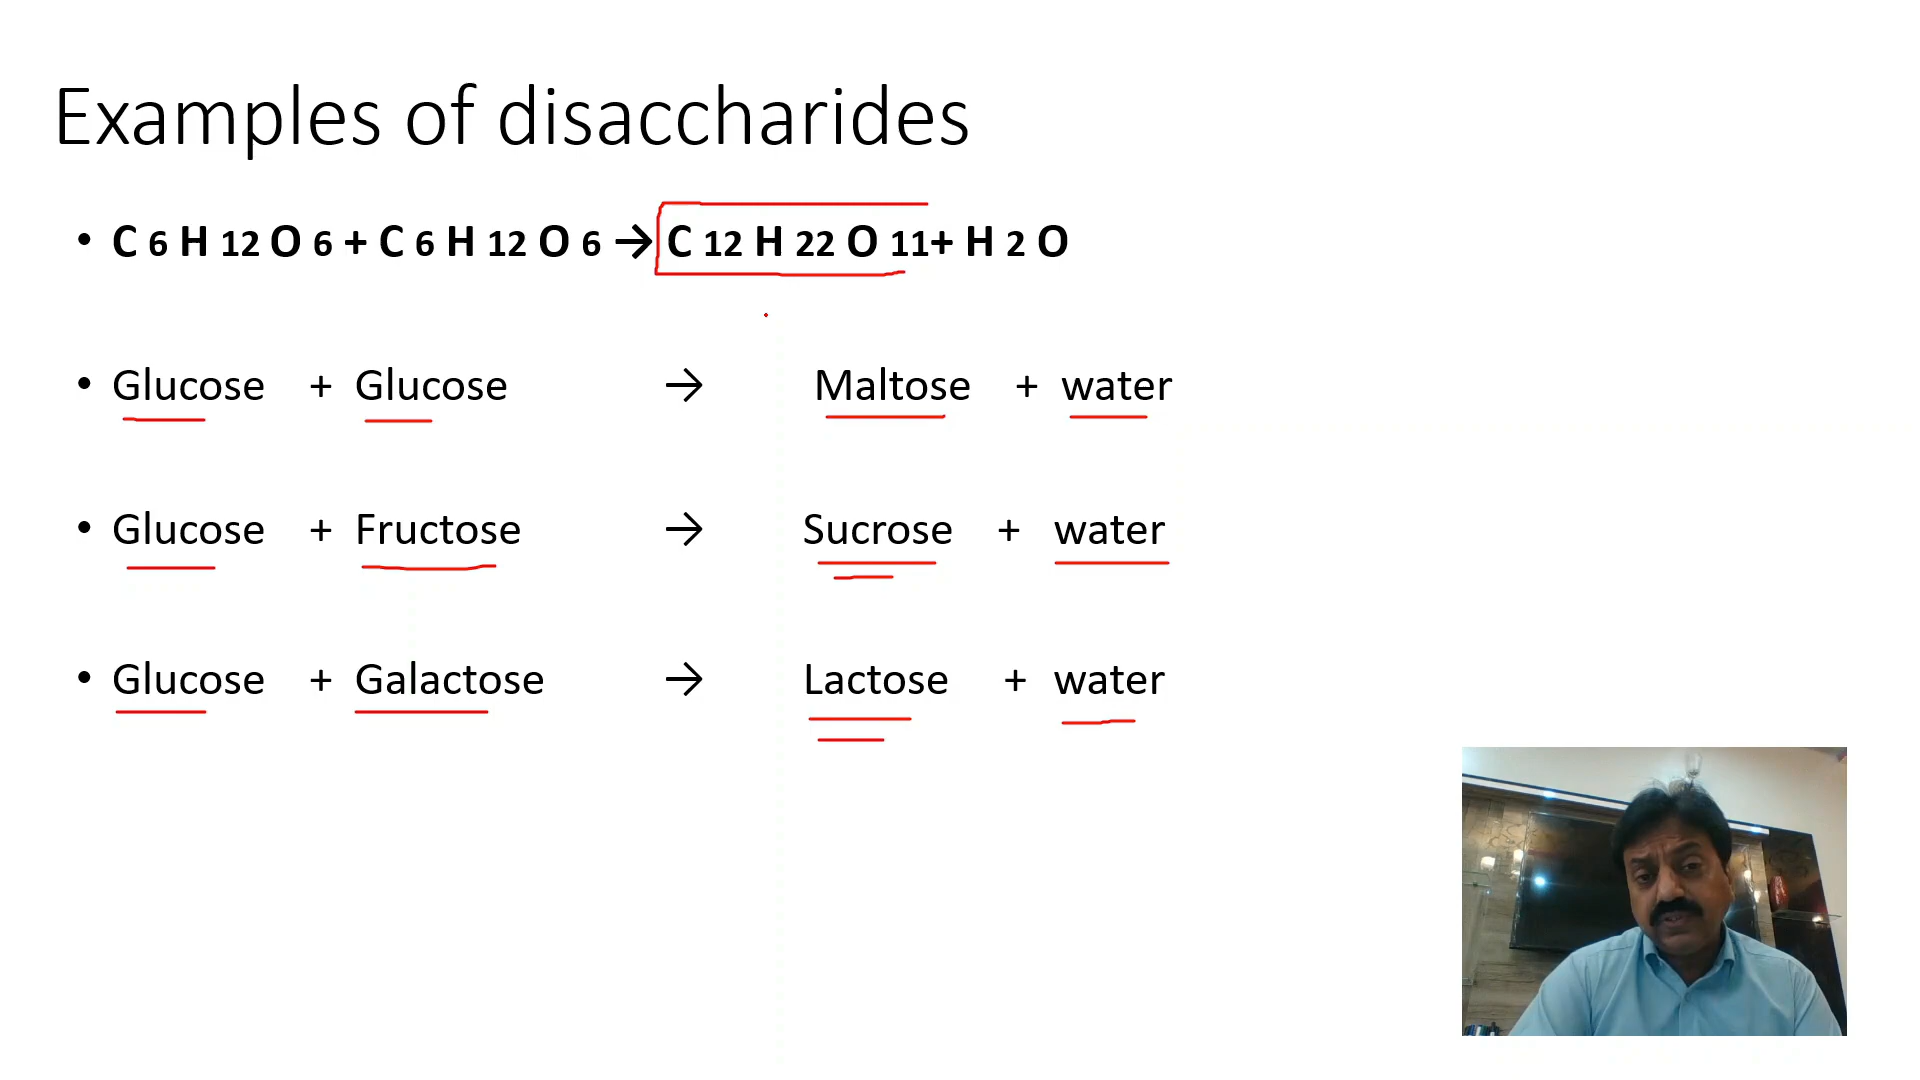 Examples of disaccharides
• C 6 H 12 O 6 + C 6 H 12 O 6 → C 12 H 22 O 11+ H 2 O
• Glucose + Glucose → Maltose + water
• Glucose + Fructose → Sucrose + water
• Glucose + Galactose → Lactose + water